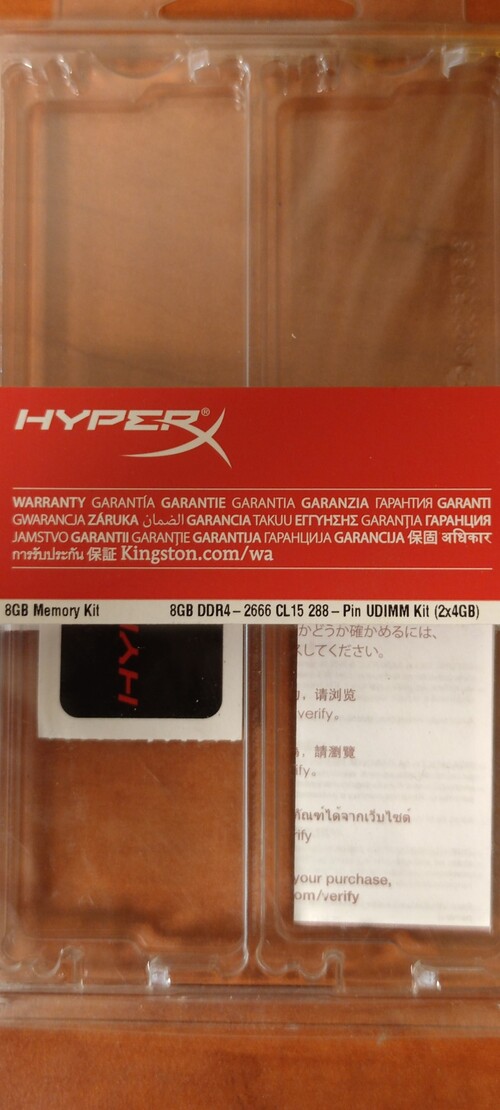 HYPERX®
WARRANTY GARANTÍA GARANTIE GARANTIA GARANZIA ГАРАНТИЯ GARANTI
GWARANCJA ZÁRUKA الضمان GARANCIA TAKUU ΕΓΓΥΗΣΗΣ GARANŢIA ГАРАНЦИЯ
JAMSTVO GARANTII GARANŢIE GARANTIJA ГАРАНЦИЈА GARANCIJA 保固 अधिकार
การรับประกัน 保証 Kingston.com/wa
8GB Memory Kit 8GB DDR4-2666 CL15 288-Pin UDIMM Kit (2x4GB)
HY
かどうか確かめるには、
スしてください。
请浏览
verify。
請瀏覽
ify。
ภัณฑ์ได้จากเว็บไซต์
rify
your purchase,
om/verify